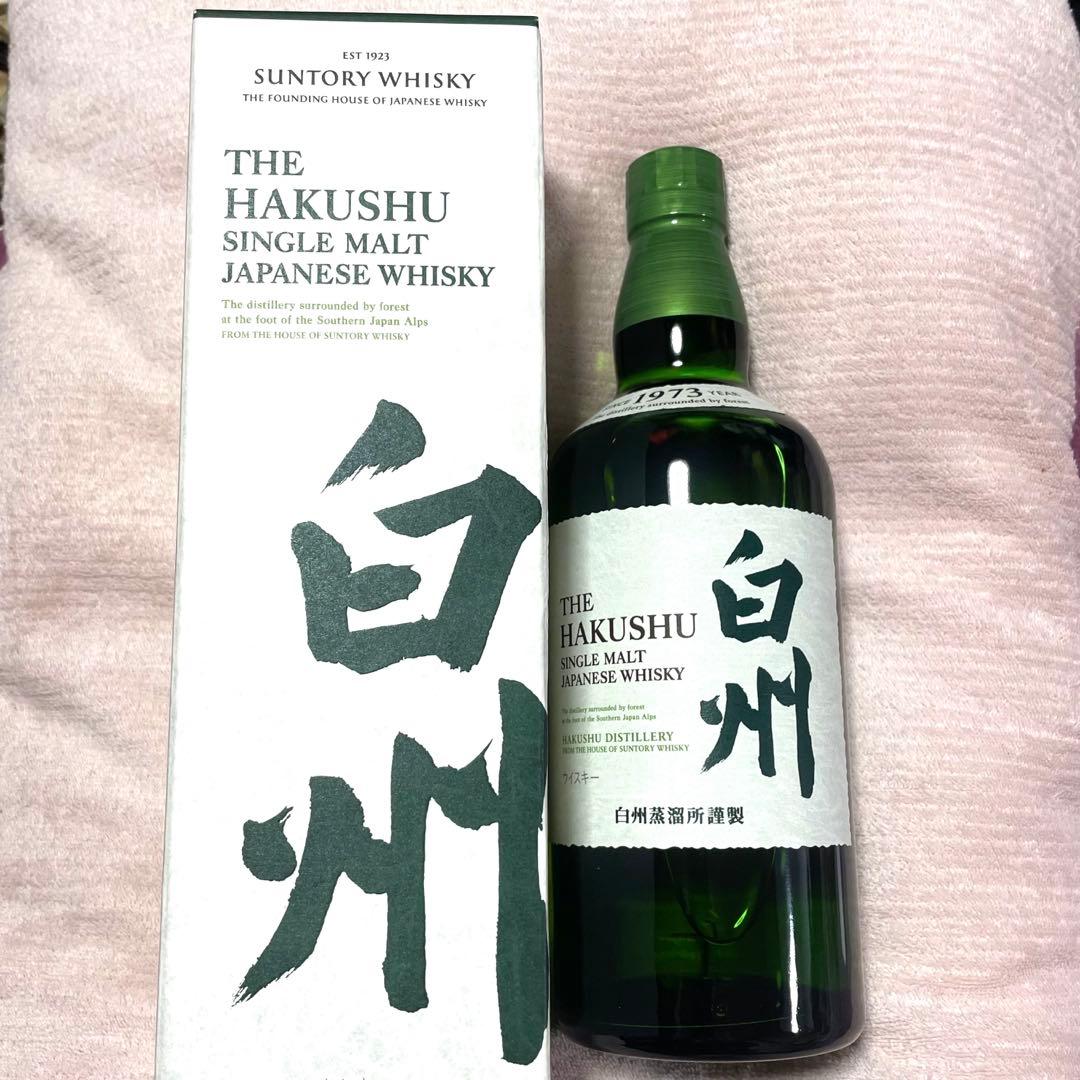 EST 1923
SUNTORY WHISKY
THE FOUNDING HOUSE OF JAPANESE WHISKY
THE
HAKUSHU
SINGLE MALT
JAPANESE WHISKY
The distillery surrounded by forest
at the foot of the Southern Japan Alps
FROM THE HOUSE OF SUNTORY WHISKY
白州
SINCE 1973 YEAR
the distillery surrounded by forest
THE
HAKUSHU
SINGLE MALT
JAPANESE WHISKY
The distillery surrounded by forest
at the foot of the Southern Japan Alps
HAKUSHU DISTILLERY
FROM THE HOUSE OF SUNTORY WHISKY
ウイスキー
白州
白州蒸溜所謹製